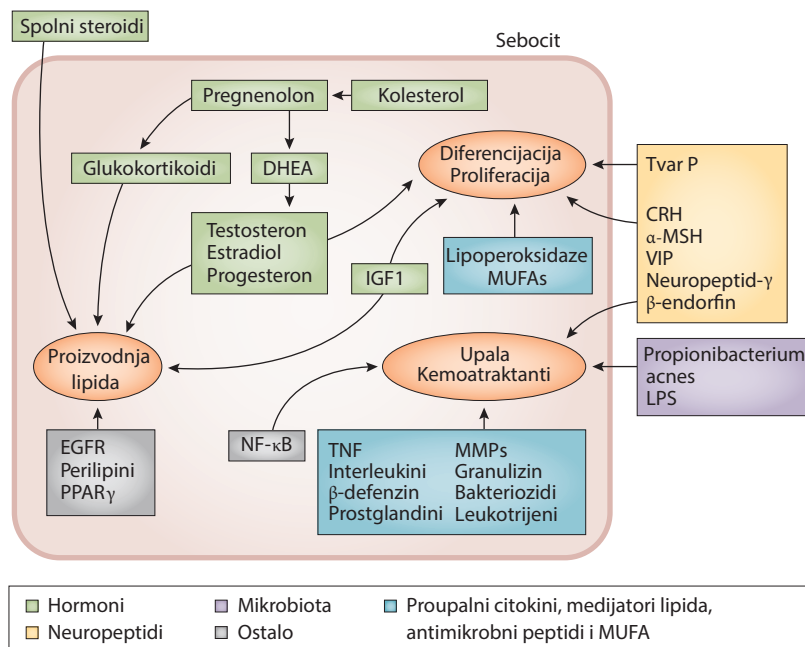 Spolni steroidi
Sebocit
Pregnenolon
Kolesterol
Glukokortikoidi
DHEA
Diferencijacija
Proliferacija
Tvar P
CRH
α-MSH
VIP
Neuropeptid-γ
β-endorfin
Testosteron
Estradiol
Progesteron
IGF1
Lipoperoksidaze
MUFAs
Proizvodnja
lipida
Upala
Kemoatraktanti
Propionibacterium
acnes
LPS
EGFR
Perilipini
PPARγ
NF-κB
TNF
Interleukini
β-defenzin
Prostglandini
MMPs
Granulizin
Bakteriozidi
Leukotrijeni
Hormoni
Neuropeptidi
Mikrobiota
Ostalo
Proupalni citokini, medijatori lipida,
antimikrobni peptidi i MUFA